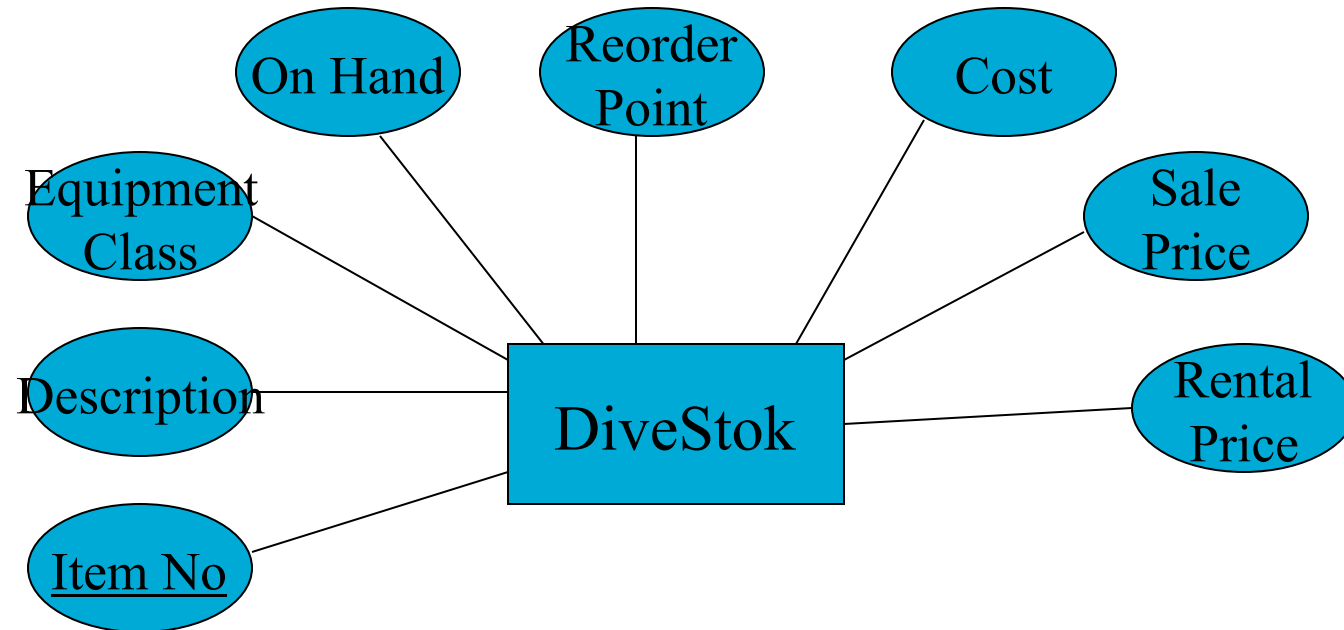 On Hand
Reorder
Point
Cost
Equipment
Class
Sale
Price
Description
DiveStok
Rental
Price
Item No